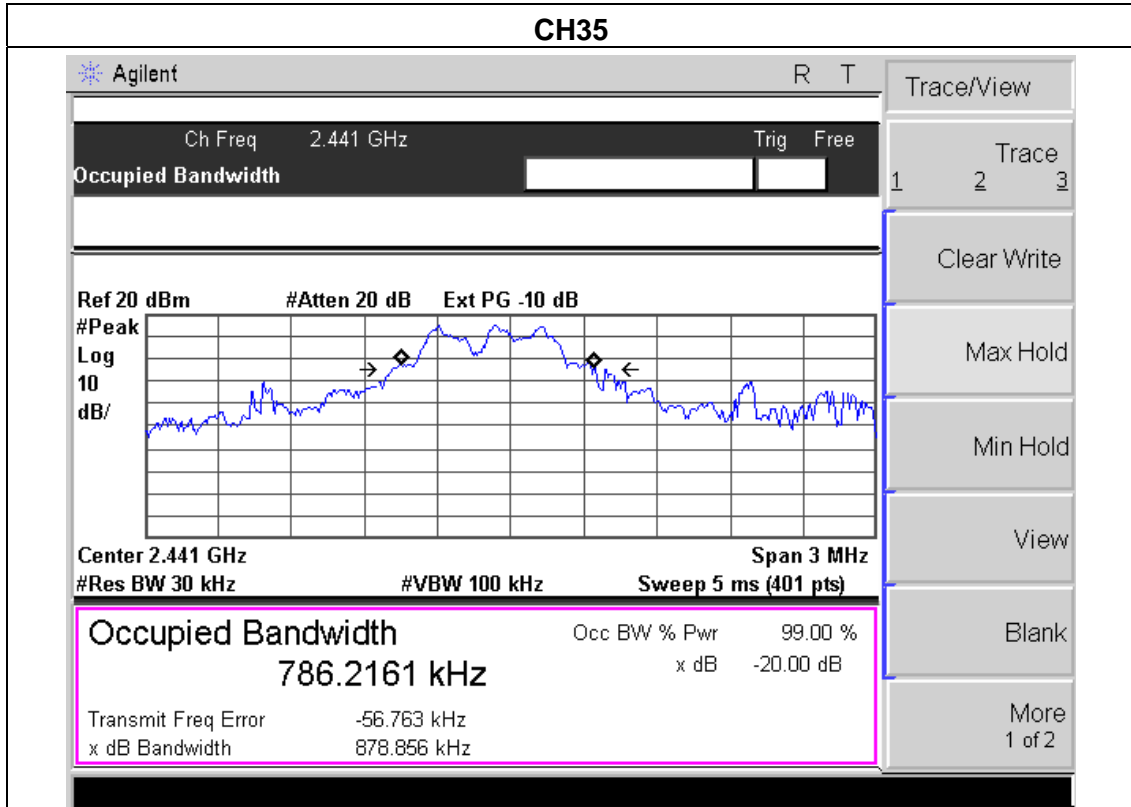 CH35
Agilent R T
Trace/View
Ch Freq 2.441 GHz Trig Free
Occupied Bandwidth
Trace
1 2 3
Clear Write
Ref 20 dBm #Atten 20 dB Ext PG -10 dB
#Peak
Log
10
dB/
Max Hold
Min Hold
View
Center 2.441 GHz Span 3 MHz
#Res BW 30 kHz #VBW 100 kHz Sweep 5 ms (401 pts)
Occupied Bandwidth Occ BW % Pwr 99.00 %
786.2161 kHz x dB -20.00 dB
Blank
Transmit Freq Error -56.763 kHz
x dB Bandwidth 878.856 kHz
More
1 of 2